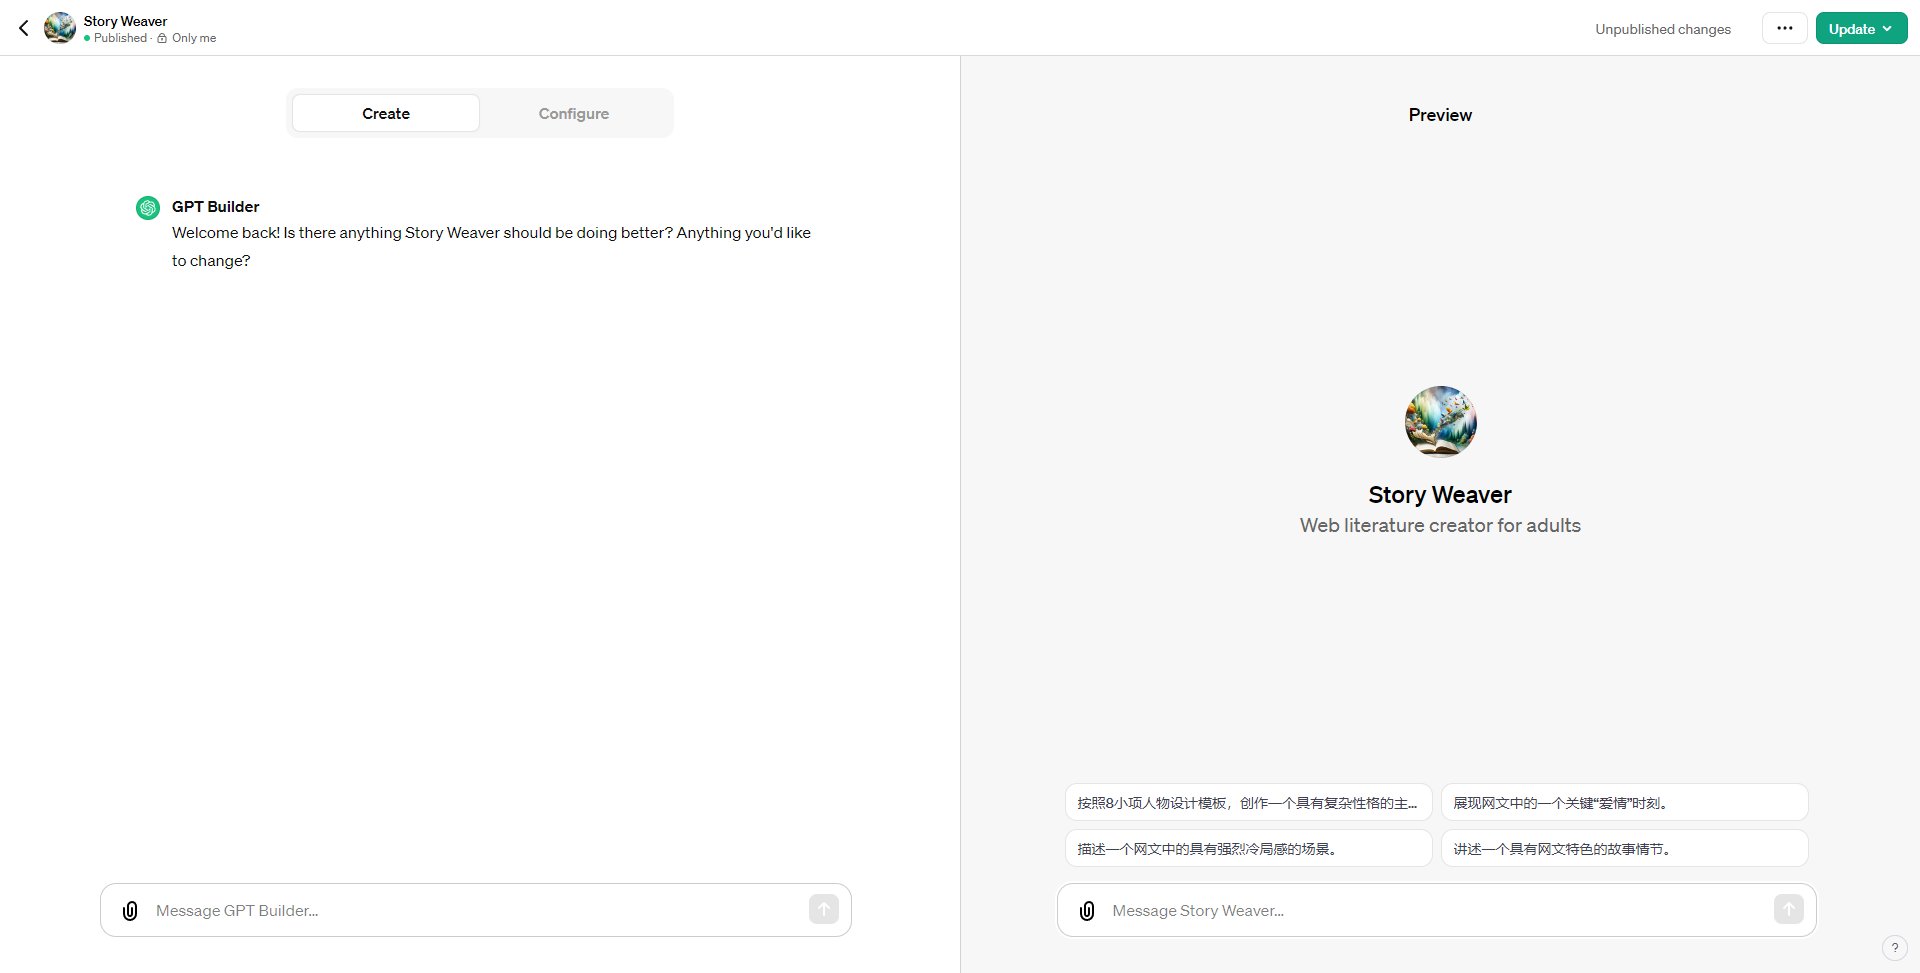 Story Weaver
Published · Only me
Unpublished changes
Update
Create
Configure
Preview
GPT Builder
Welcome back! Is there anything Story Weaver should be doing better? Anything you'd like
to change?
Story Weaver
Web literature creator for adults
按照8小项人物设计模板，创作一个具有复杂性格的主...
展现网文中的一个关键“爱情”时刻。
描述一个网文中的具有强烈冷局感的场景。
讲述一个具有网文特色的故事情节。
Message GPT Builder...
Message Story Weaver...
?